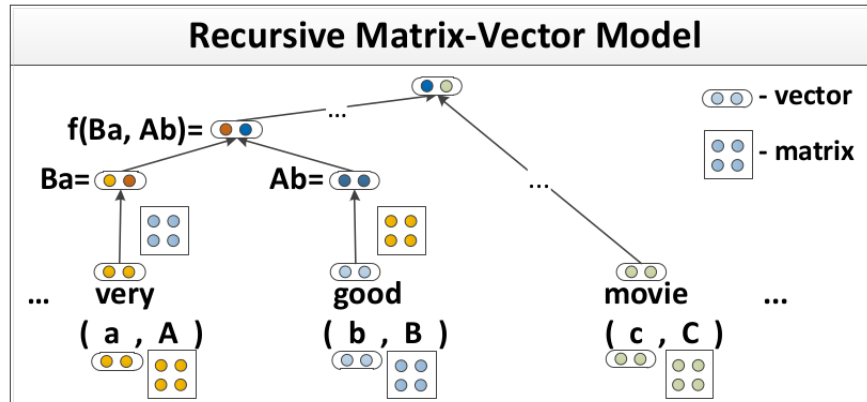 Recursive Matrix-Vector Model
... - vector
f(Ba, Ab)=
- matrix
Ba= Ab= ...
... very good movie ...
( a , A ) ( b , B ) ( c , C )